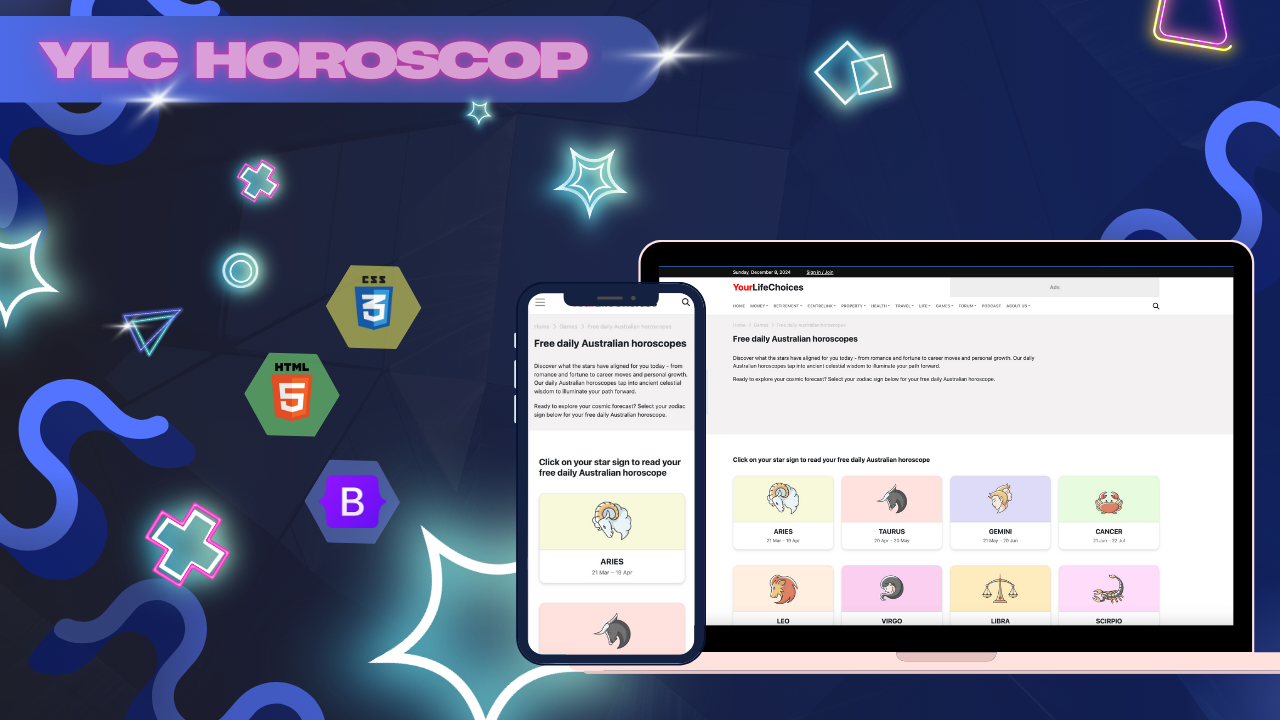 YLC HOROSCOP
CSS
3
HTML
5
B
Home > Games > Free daily Australian horoscopes
Free daily Australian horoscopes
Discover what the stars have aligned for you today - from
romance and fortune to career moves and personal growth.
Our daily Australian horoscopes tap into ancient celestial
wisdom to illuminate your path forward.
Ready to explore your cosmic forecast? Select your zodiac
sign below for your free daily Australian horoscope.
Click on your star sign to read your
free daily Australian horoscope
ARIES
21 Mar - 19 Apr
Sunday, December 8, 2024 Sign in / Join
YourLifeChoices
Ads
HOME MONEY RETIREMENT CENTRELINK PROPERTY HEALTH TRAVEL LIFE GAMES FORUM PODCAST ABOUT US
Home > Games > Free daily Australian horoscopes
Free daily Australian horoscopes
Discover what the stars have aligned for you today - from romance and fortune to career moves and personal growth. Our daily
Australian horoscopes tap into ancient celestial wisdom to illuminate your path forward.
Ready to explore your cosmic forecast? Select your zodiac sign below for your free daily Australian horoscope.
Click on your star sign to read your free daily Australian horoscope
ARIES TAURUS GEMINI CANCER
21 Mar - 19 Apr 20 Apr - 20 May 21 May - 20 Jun 21 Jun - 22 Jul
LEO VIRGO LIBRA SCIRPIO